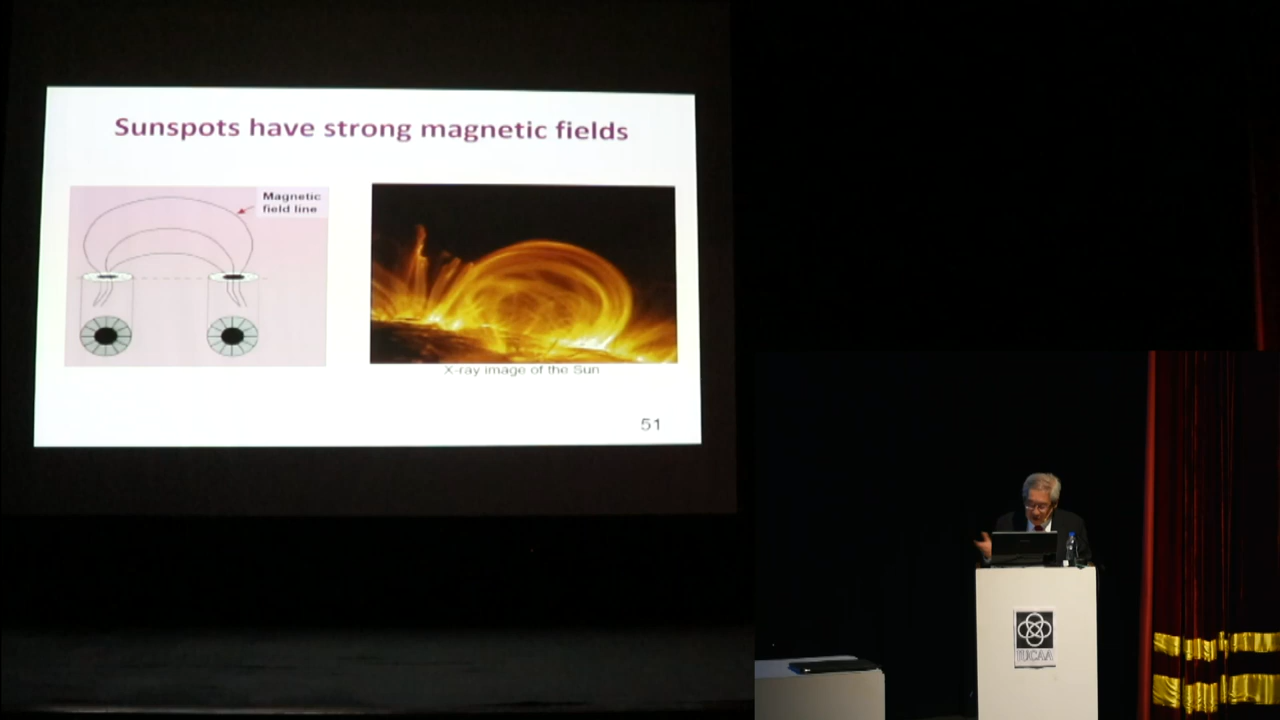 Sunspots have strong magnetic fields
Magnetic
field line
X-ray image of the Sun
51
IUCAA